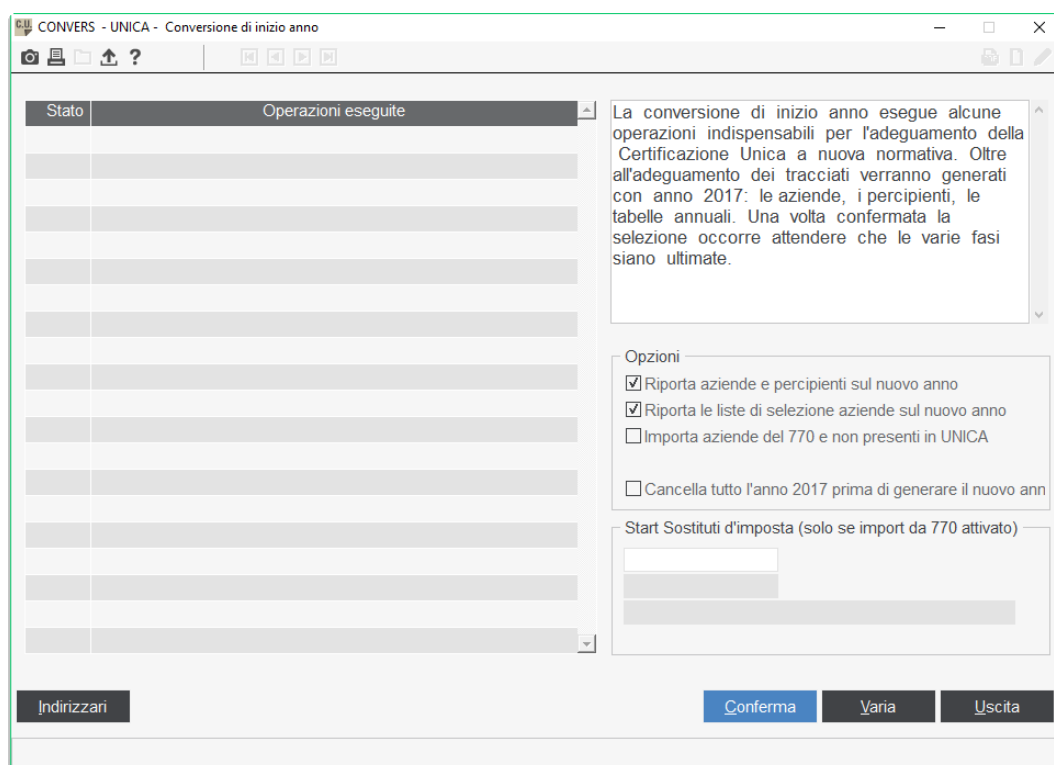 C.U. CONVERS - UNICA - Conversione di inizio anno
Stato Operazioni eseguite
La conversione di inizio anno esegue alcune
operazioni indispensabili per l'adeguamento della
Certificazione Unica a nuova normativa. Oltre
all'adeguamento dei tracciati verranno generati
con anno 2017: le aziende, i percipienti, le
tabelle annuali. Una volta confermata la
selezione occorre attendere che le varie fasi
siano ultimate.
Opzioni
Riporta aziende e percipienti sul nuovo anno
Riporta le liste di selezione aziende sul nuovo anno
Importa aziende del 770 e non presenti in UNICA
Cancella tutto l'anno 2017 prima di generare il nuovo ann
Start Sostituti d'imposta (solo se import da 770 attivato)
Indirizzari Conferma Varia Uscita